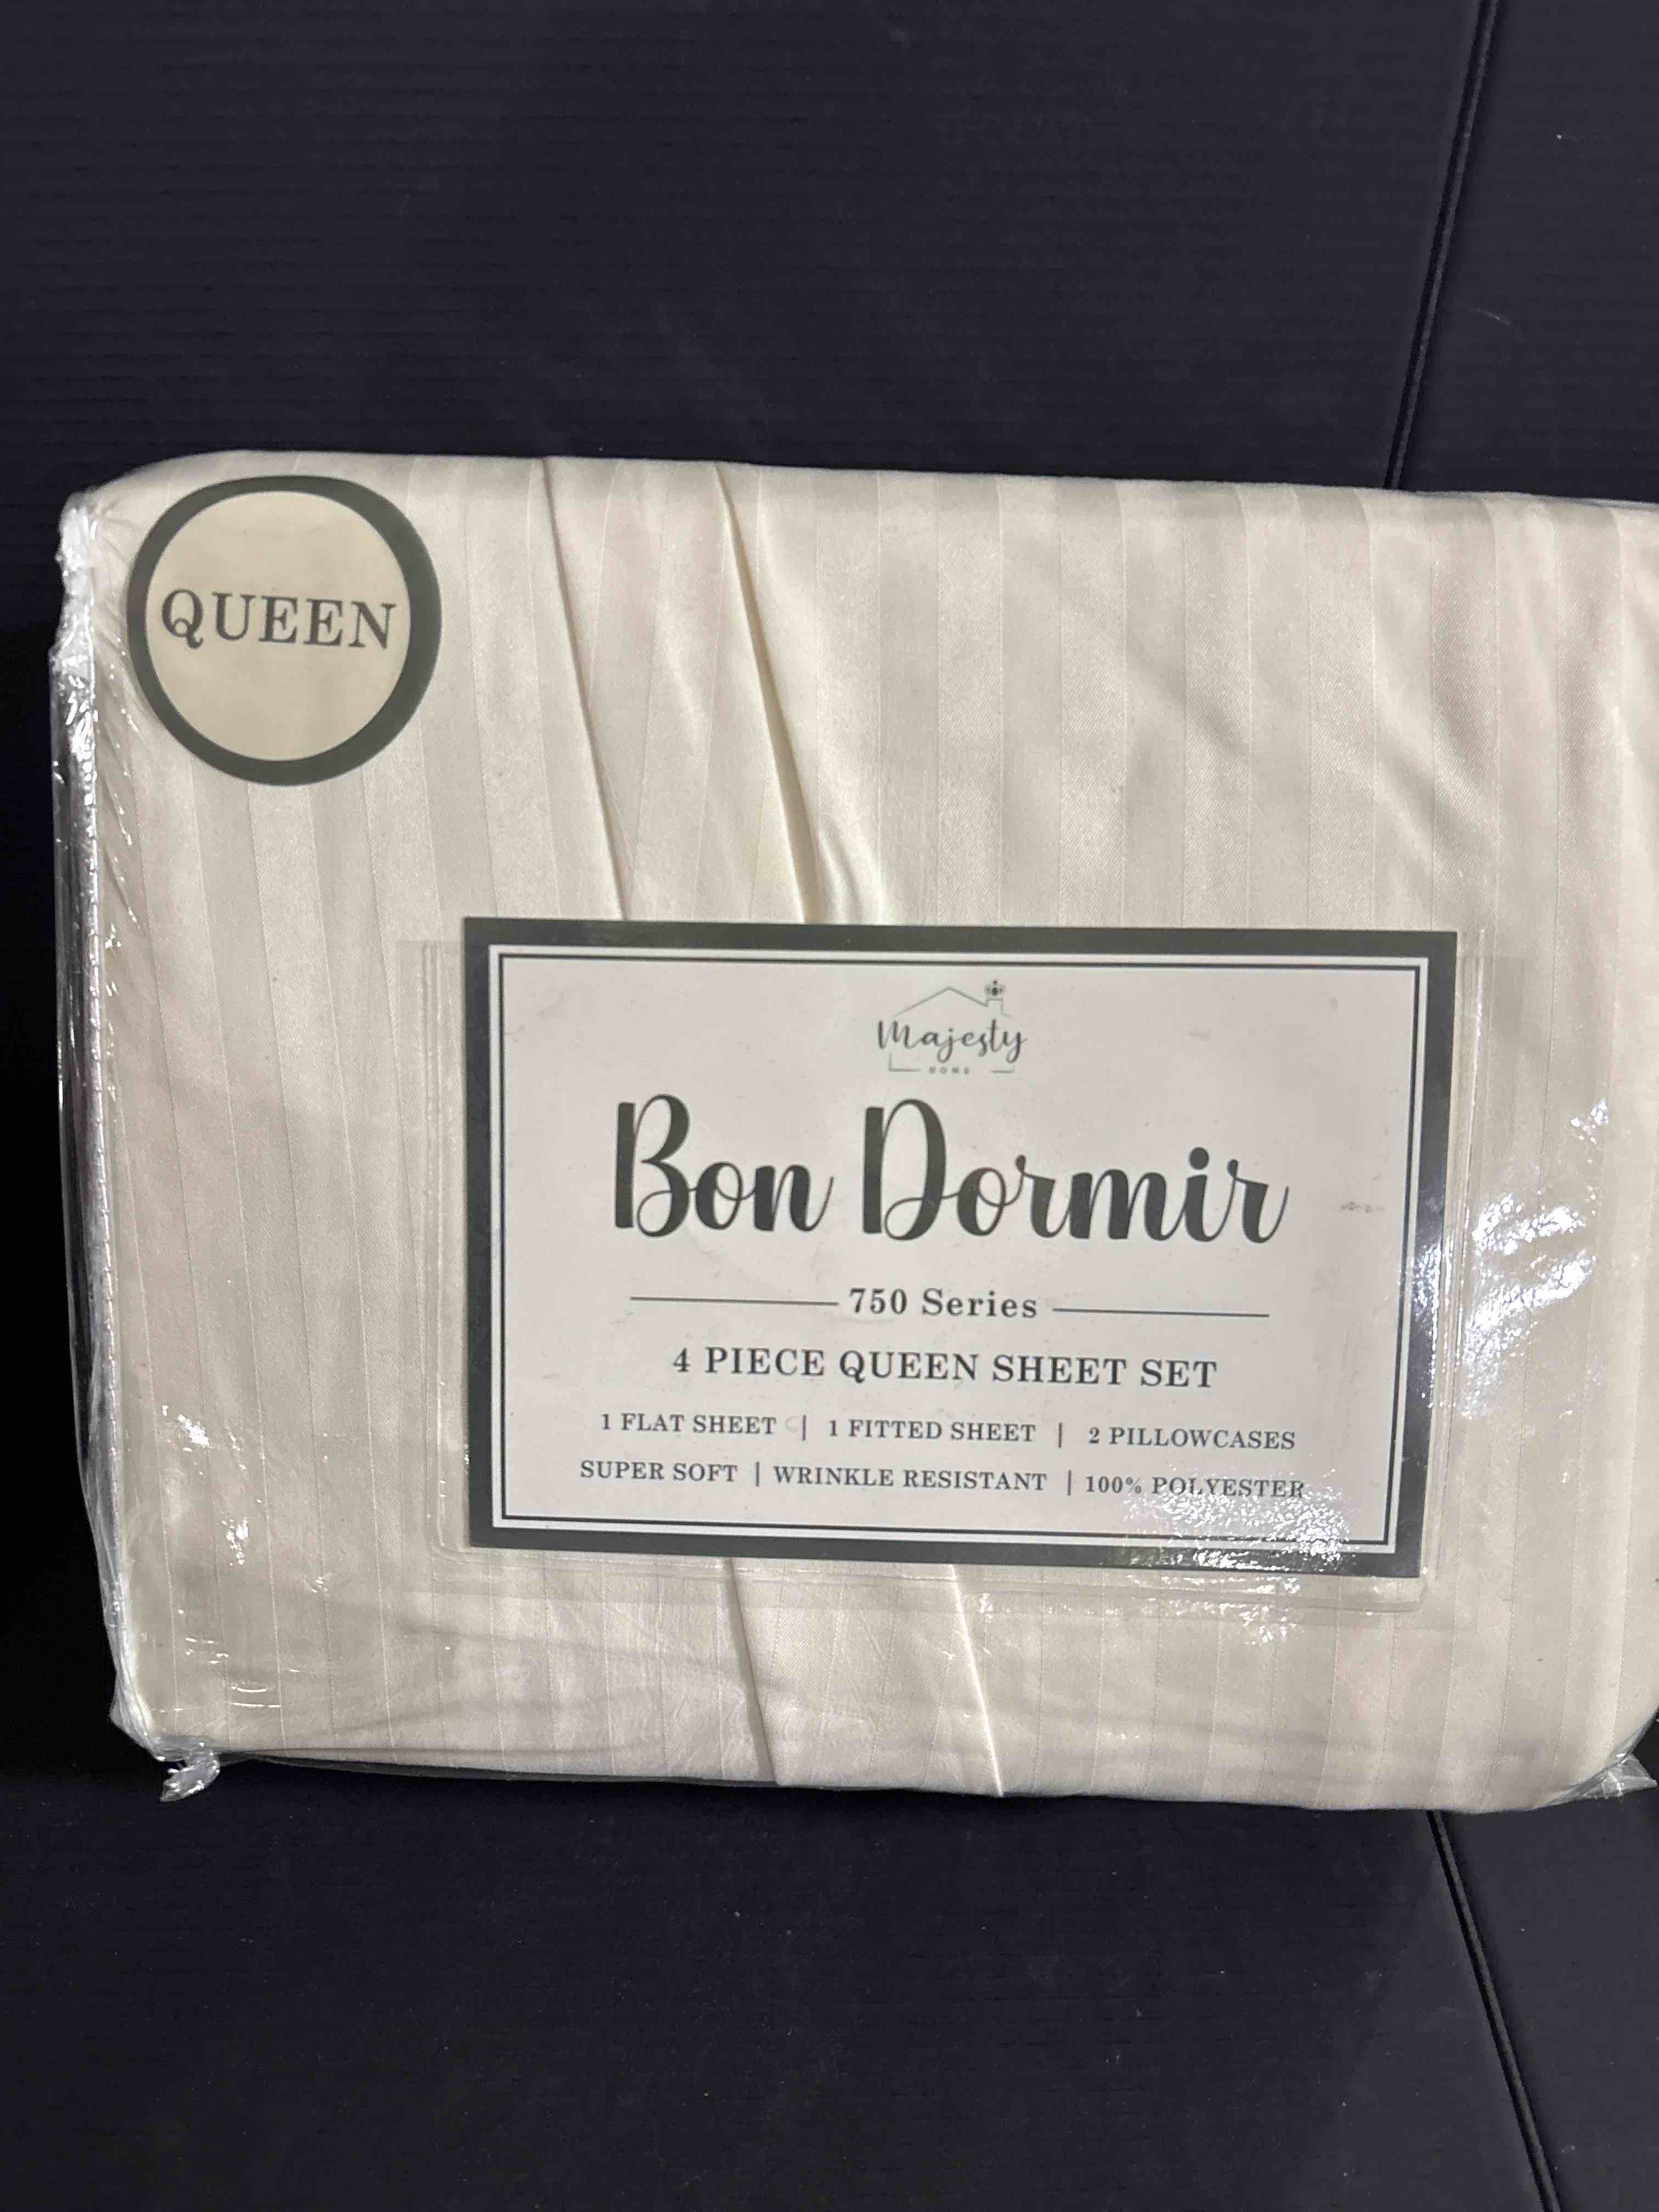 QUEEN
Majesty
HOME
Bon Dormir
750 Series
4 PIECE QUEEN SHEET SET
1 FLAT SHEET | 1 FITTED SHEET | 2 PILLOWCASES
SUPER SOFT | WRINKLE RESISTANT | 100% POLYESTER